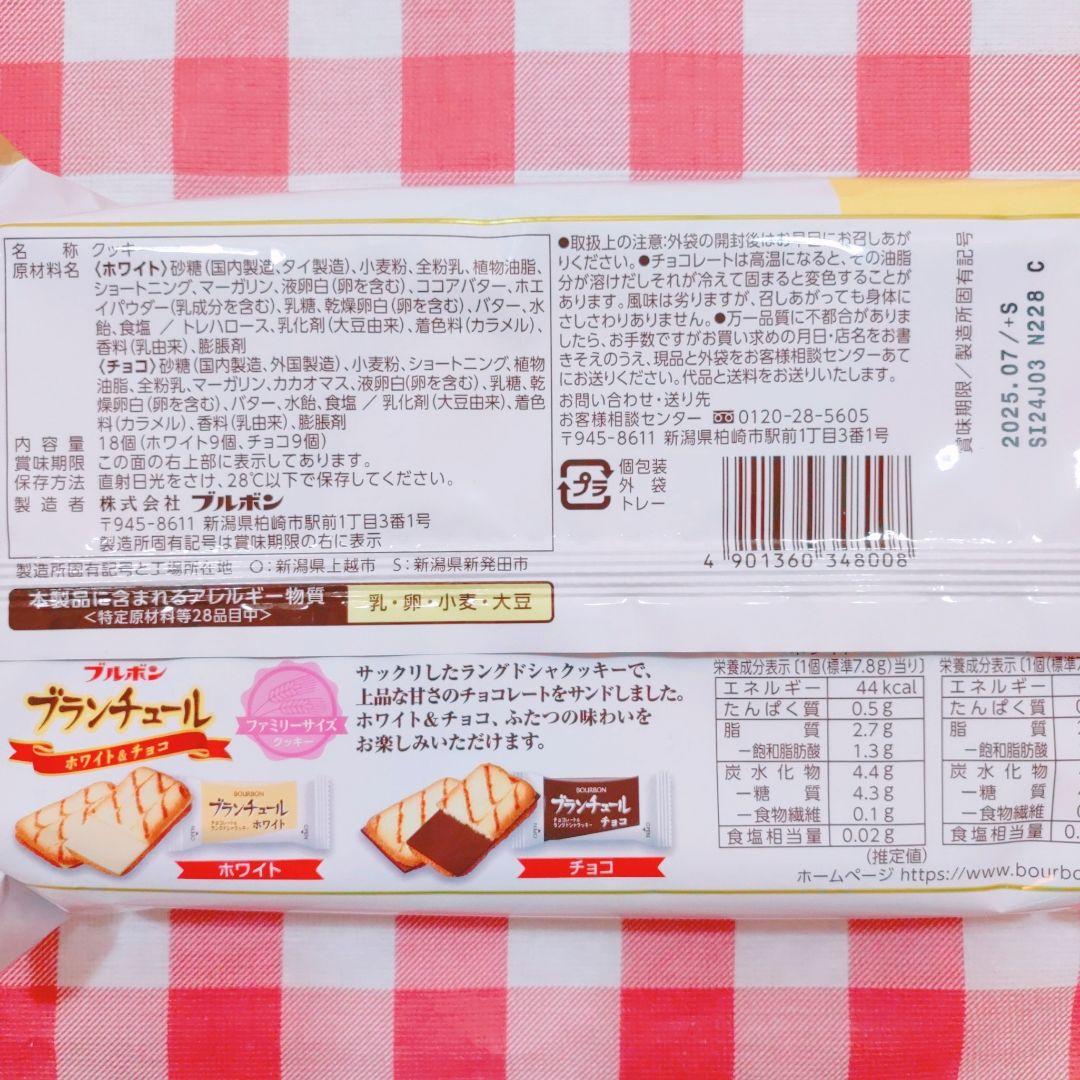 名称 クッキー
原材料名 〈ホワイト〉砂糖(国内製造、タイ製造)、小麦粉、全粉乳、植物油脂、
ショートニング、マーガリン、液卵白(卵を含む)、ココアバター、ホエ
イパウダー(乳成分を含む)、乳糖、乾燥卵白(卵を含む)、バター、水
飴、食塩 / トレハロース、乳化剤(大豆由来)、着色料(カラメル)、
香料(乳由来)、膨脹剤
〈チョコ〉砂糖(国内製造、外国製造)、小麦粉、ショートニング、植物
油脂、全粉乳、マーガリン、カカオマス、液卵白(卵を含む)、乳糖、乾
燥卵白(卵を含む)、バター、水飴、食塩 / 乳化剤(大豆由来)、着色
料(カラメル)、香料(乳由来)、膨脹剤
内容量 18個(ホワイト9個、チョコ9個)
賞味期限 この面の右上部に表示してあります。
保存方法 直射日光をさけ、28℃以下で保存してください。
製造者 株式会社 ブルボン
〒945-8611 新潟県柏崎市駅前1丁目3番1号
製造所固有記号は賞味期限の右に表示
製造所固有記号と工場所在地 O:新潟県上越市 S:新潟県新発田市
本製品に含まれるアレルギー物質
<特定原材料等28品目中>
乳・卵・小麦・大豆
●取扱上の注意:外袋の開封後はお早目にお召しあが
りください。●チョコレートは高温になると、その油脂
分が溶けだしそれが冷えて固まると変色することが
あります。風味は劣りますが、召しあがっても身体に
さしさわりありません。●万一品質に不都合がありま
したら、お手数ですがお買い求めの月日・店名をお書
きそえのうえ、現品と外袋をお客様相談センターあて
にお送りください。代品と送料をお送りいたします。
お問い合わせ・送り先
お客様相談センター 0120-28-5605
〒945-8611 新潟県柏崎市駅前1丁目3番1号
プラ
個包装
外袋
トレー
4 901360 348008
賞味期限/製造所固有記号
2025.07/+S
SI24J03 N228 C
ブルボン
ブランチュール
ホワイト&チョコ
ファミリーサイズ
クッキー
サックリしたラングドシャクッキーで、
上品な甘さのチョコレートをサンドしました。
ホワイト&チョコ、ふたつの味わいを
お楽しみいただけます。
BOURBON
ブランチュール
チョコレート&
ラングドシャクッキー
ホワイト
ホワイト
BOURBON
ブランチュール
チョコレート&
ラングドシャクッキー
チョコ
チョコ
栄養成分表示〔1個(標準7.8g)当り〕
エネルギー 44kcal
たんぱく質 0.5g
脂質 2.7g
―飽和脂肪酸 1.3g
炭水化物 4.4g
―糖質 4.3g
―食物繊維 0.1g
食塩相当量 0.02g
(推定値)
栄養成分表示〔1個(標準7
エネルギー
たんぱく質
脂質
―飽和脂肪酸
炭水化物
―糖質
―食物繊維
食塩相当量
ホームページ https://www.bourbo